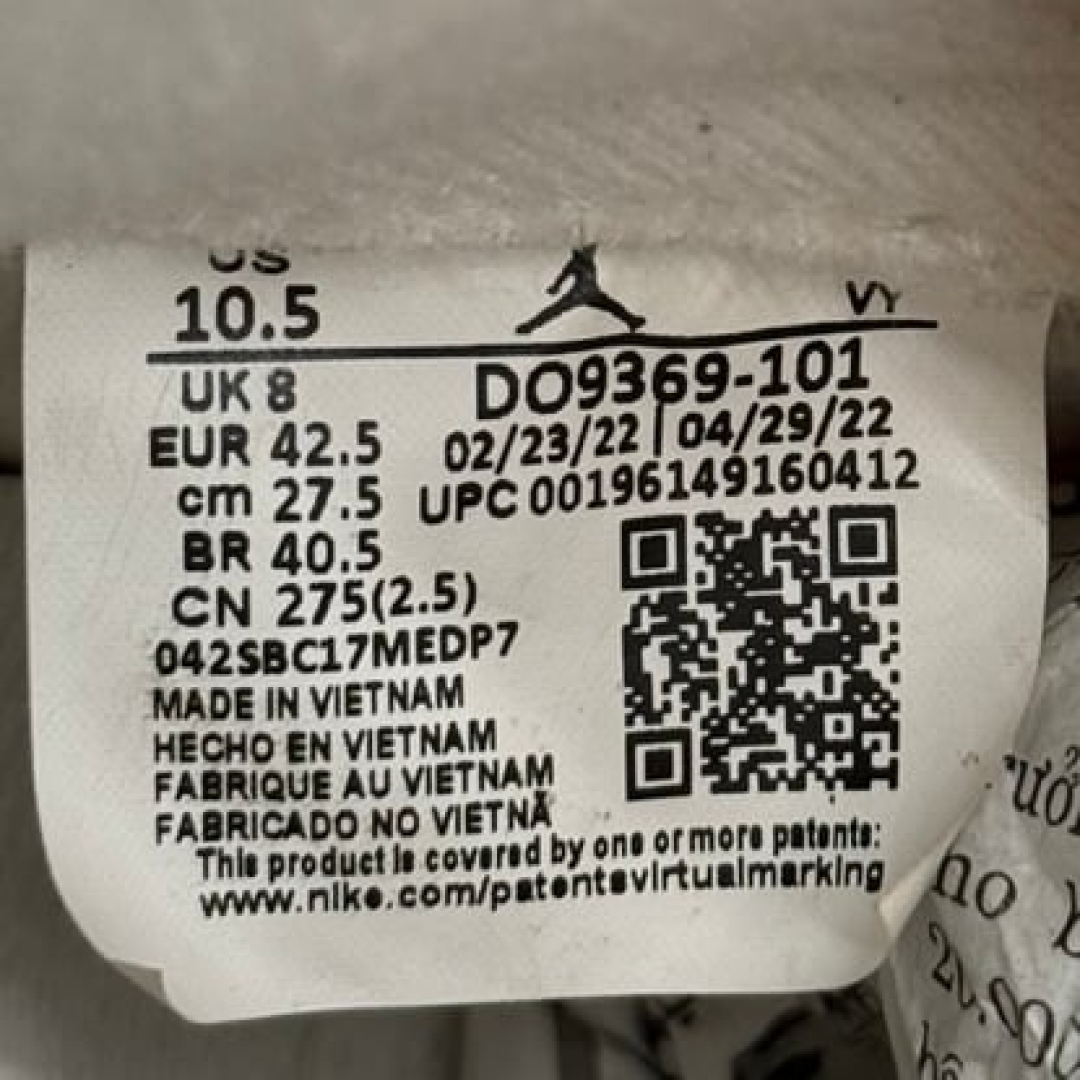 US
10.5
VY
UK 8
DO9369-101
EUR 42.5
02/23/22 | 04/29/22
cm 27.5
UPC 00196149160412
BR 40.5
CN 275(2.5)
042SBC17MEDP7
MADE IN VIETNAM
HECHO EN VIETNAM
FABRIQUE AU VIETNAM
FABRICADO NO VIETNÃ
This product is covered by one or more patents:
www.nike.com/patentsvirtualmarking